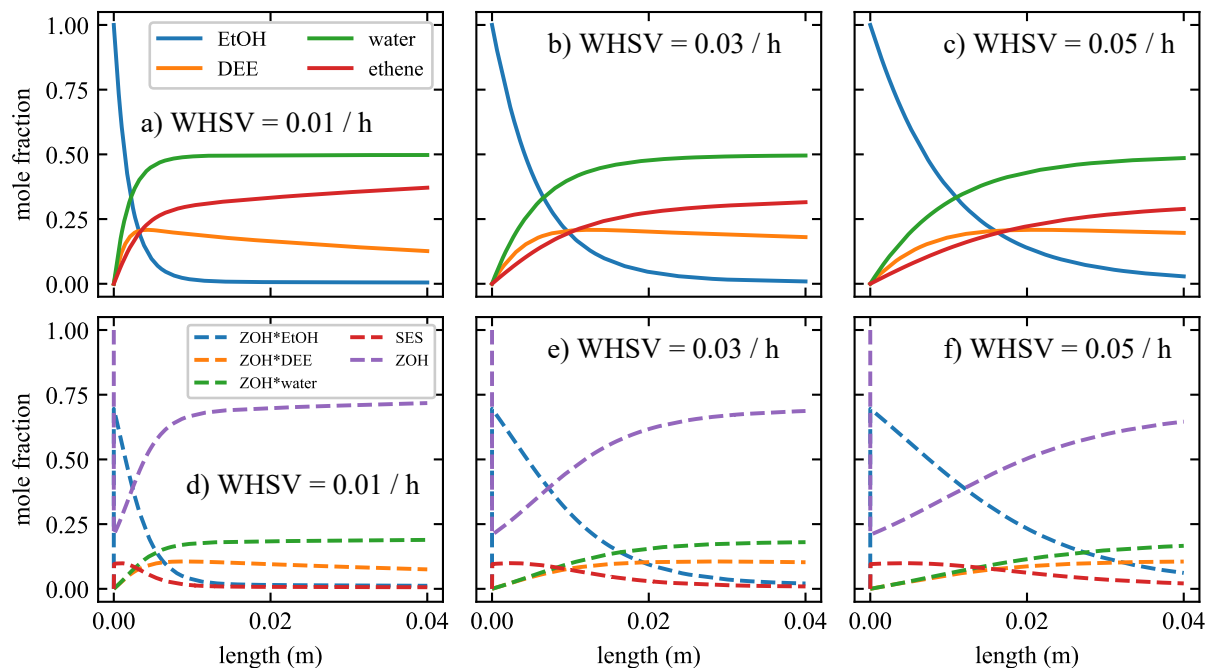 1.00
0.75
0.50
0.25
0.00
mole fraction
EtOH
DEE
water
ethene
a) WHSV = 0.01 / h
b) WHSV = 0.03 / h
c) WHSV = 0.05 / h
1.00
0.75
0.50
0.25
0.00
mole fraction
ZOH*EtOH
ZOH*DEE
ZOH*water
SES
ZOH
d) WHSV = 0.01 / h
e) WHSV = 0.03 / h
f) WHSV = 0.05 / h
0.00 0.02 0.04
0.00 0.02 0.04
0.00 0.02 0.04
length (m)
length (m)
length (m)